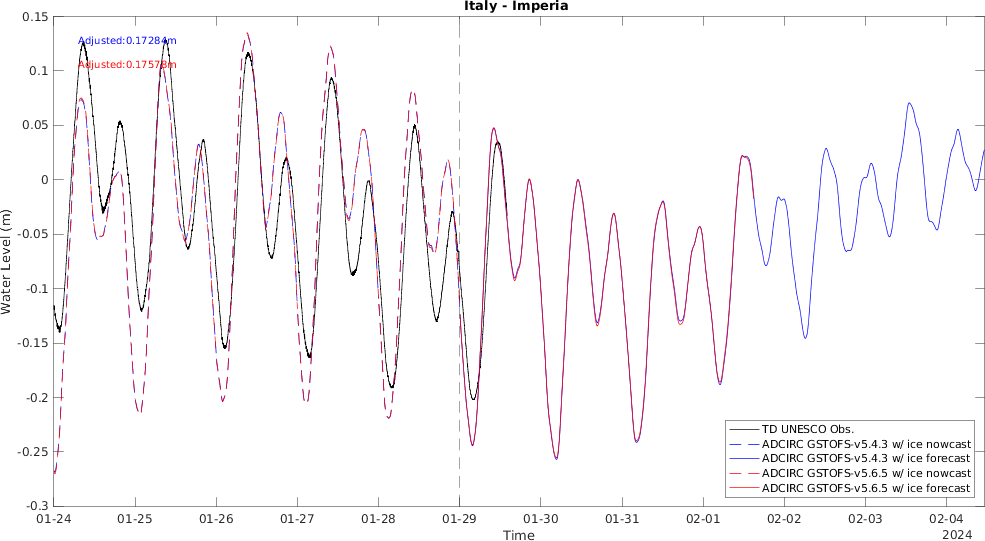 Italy - Imperia
Adjusted:0.17284m
Adjusted:0.17578m
0.15
0.1
0.05
0
-0.05
-0.1
-0.15
-0.2
-0.25
-0.3
Water Level (m)
01-24
01-25
01-26
01-27
01-28
01-29
01-30
01-31
02-01
02-02
02-03
02-04
2024
Time
TD UNESCO Obs.
ADCIRC GSTOFS-v5.4.3 w/ ice nowcast
ADCIRC GSTOFS-v5.4.3 w/ ice forecast
ADCIRC GSTOFS-v5.6.5 w/ ice nowcast
ADCIRC GSTOFS-v5.6.5 w/ ice forecast